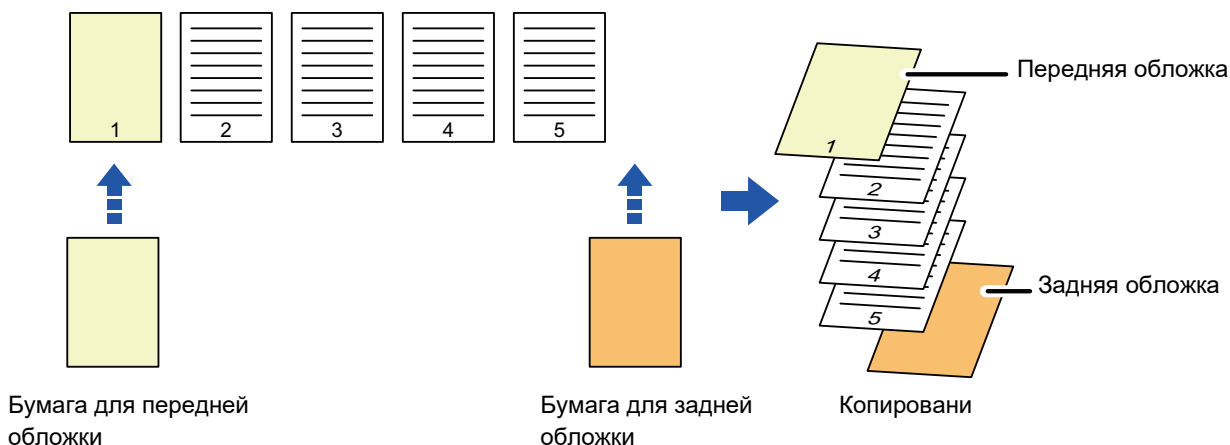 1 2 3 4 5
Бумага для передней
обложки
Бумага для задней
обложки
Передняя обложка
1
2
3
4
5
Задняя обложка
Копировани